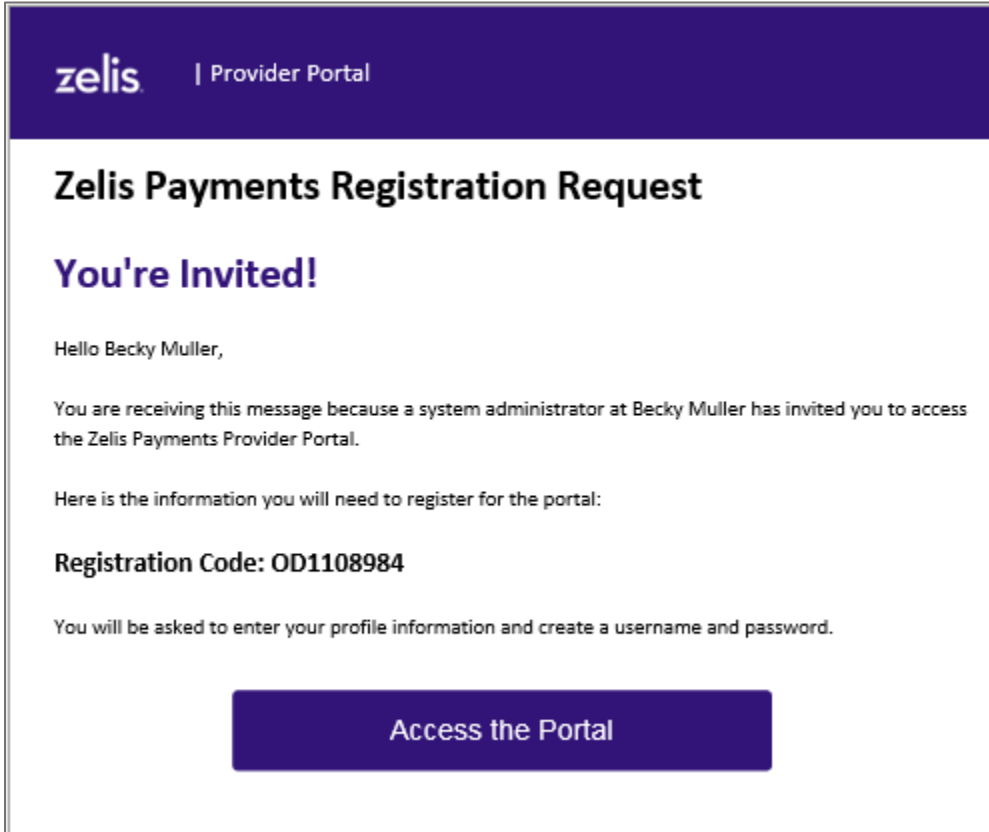 zelis. | Provider Portal
Zelis Payments Registration Request
You're Invited!
Hello Becky Muller,
You are receiving this message because a system administrator at Becky Muller has invited you to access
the Zelis Payments Provider Portal.
Here is the information you will need to register for the portal:
Registration Code: OD1108984
You will be asked to enter your profile information and create a username and password.
Access the Portal